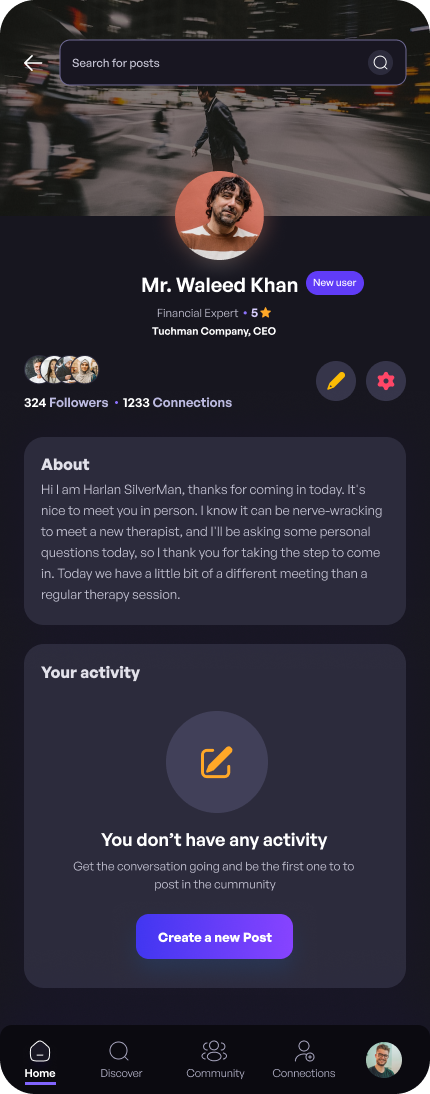 Search for posts
Mr. Waleed Khan New user
Financial Expert • 5
Tuchman Company, CEO
324 Followers • 1233 Connections
About
Hi I am Harlan SilverMan, thanks for coming in today. It's
nice to meet you in person. I know it can be nerve-wracking
to meet a new therapist, and I'll be asking some personal
questions today, so I thank you for taking the step to come
in. Today we have a little bit of a different meeting than a
regular therapy session.
Your activity
You don't have any activity
Get the conversation going and be the first one to to
post in the cummunity
Create a new Post
Home Discover Community Connections